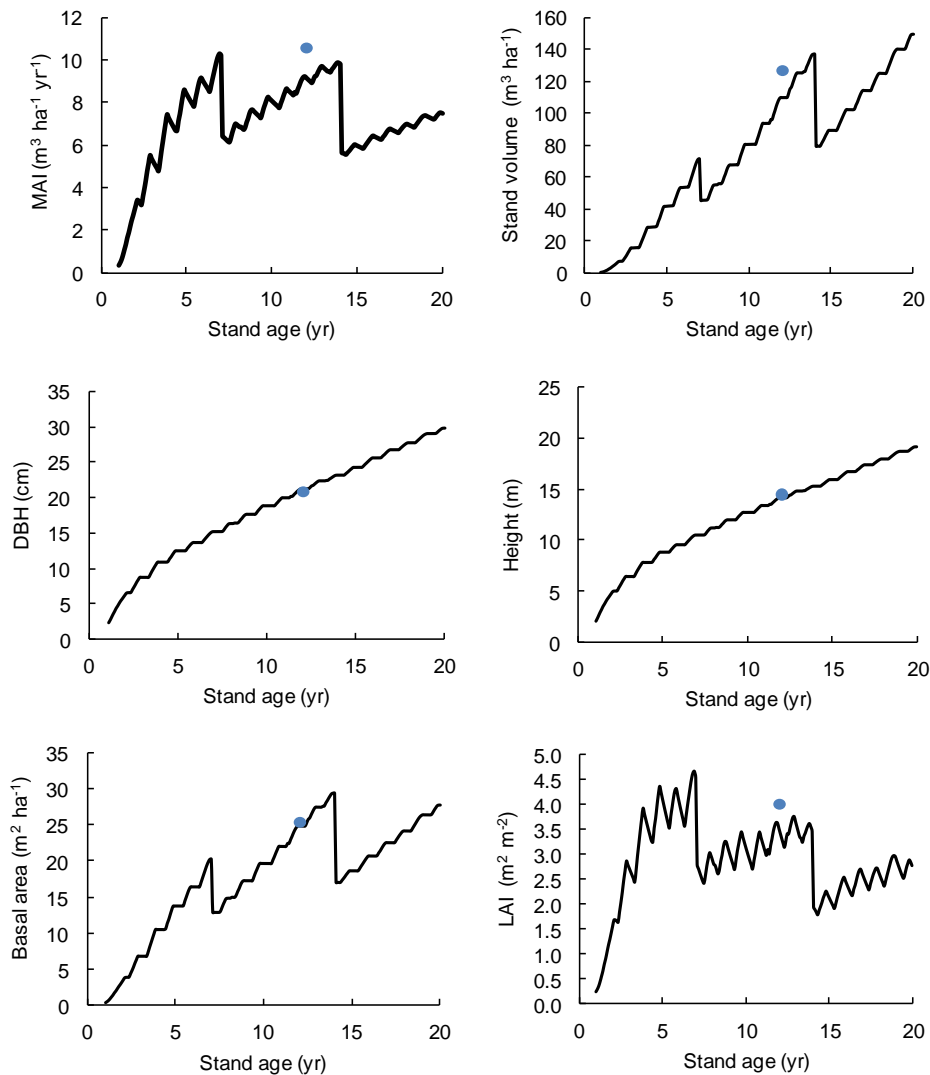 MAI (m³ ha⁻¹ yr⁻¹)
12
10
8
6
4
2
0
0 5 10 15 20
Stand age (yr)
Stand volume (m³ ha⁻¹)
160
140
120
100
80
60
40
20
0
0 5 10 15 20
Stand age (yr)
DBH (cm)
35
30
25
20
15
10
5
0
0 5 10 15 20
Stand age (yr)
Height (m)
25
20
15
10
5
0
0 5 10 15 20
Stand age (yr)
Basal area (m² ha⁻¹)
35
30
25
20
15
10
5
0
0 5 10 15 20
Stand age (yr)
LAI (m² m⁻²)
5.0
4.5
4.0
3.5
3.0
2.5
2.0
1.5
1.0
0.5
0.0
0 5 10 15 20
Stand age (yr)